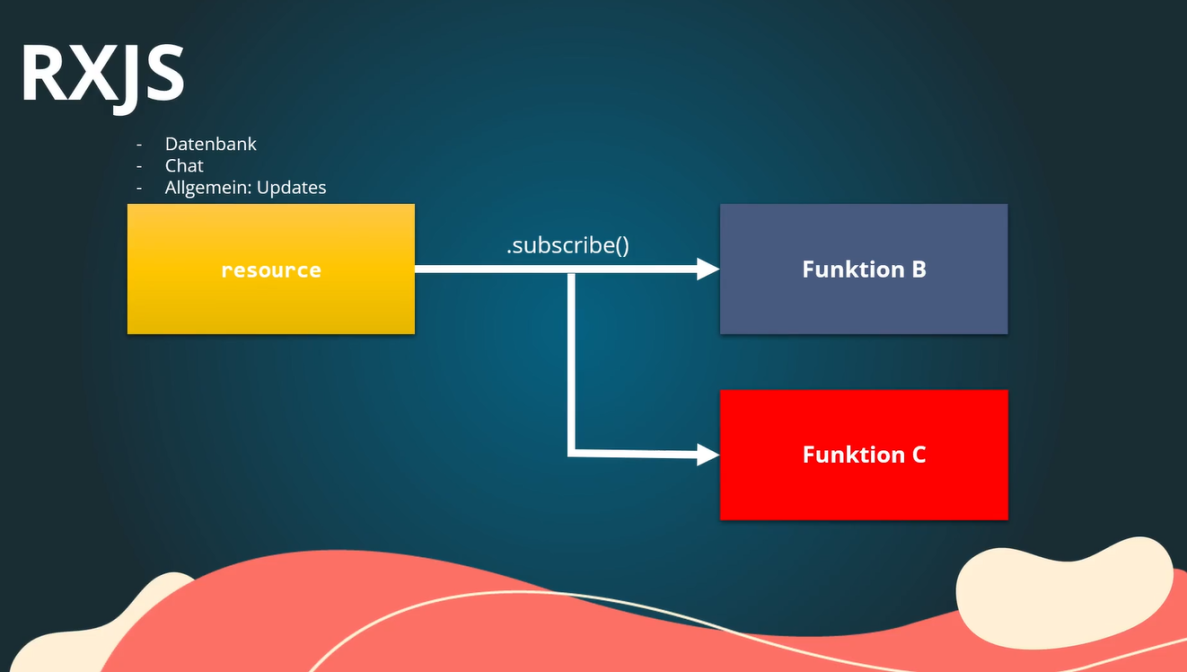 RXJS
- Datenbank
- Chat
- Allgemein: Updates
resource
.subscribe()
Funktion B
Funktion C